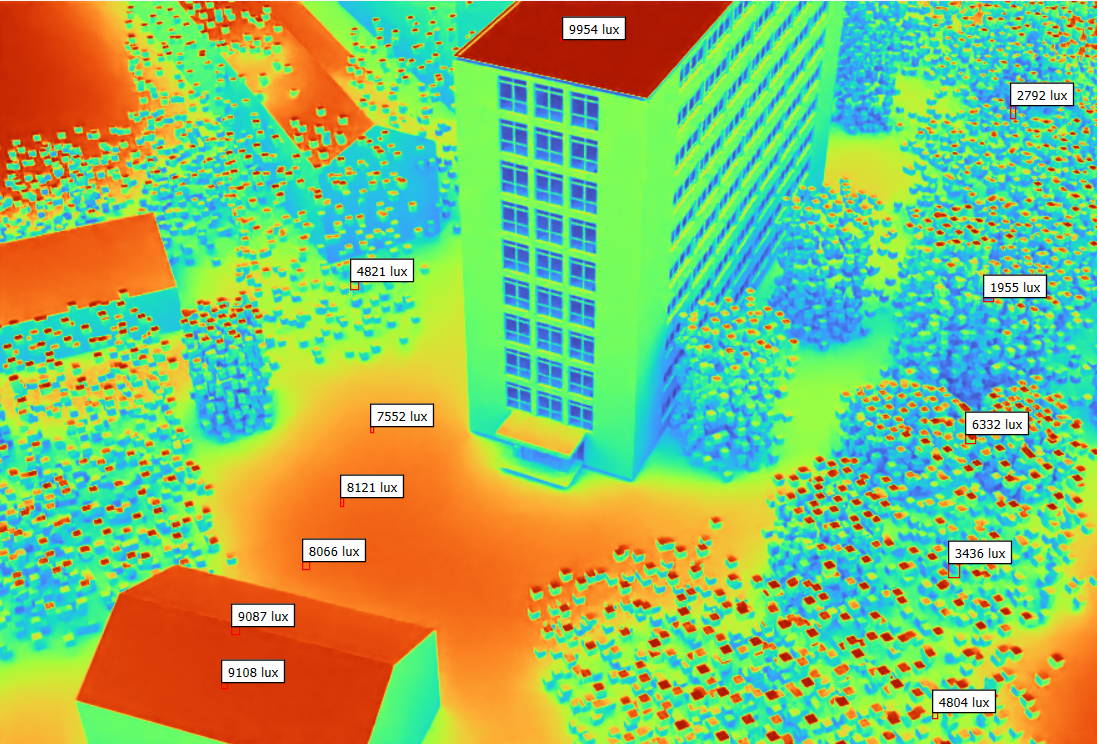 9954 lux
2792 lux
4821 lux
1955 lux
7552 lux
6332 lux
8121 lux
8066 lux
3436 lux
9087 lux
9108 lux
4804 lux